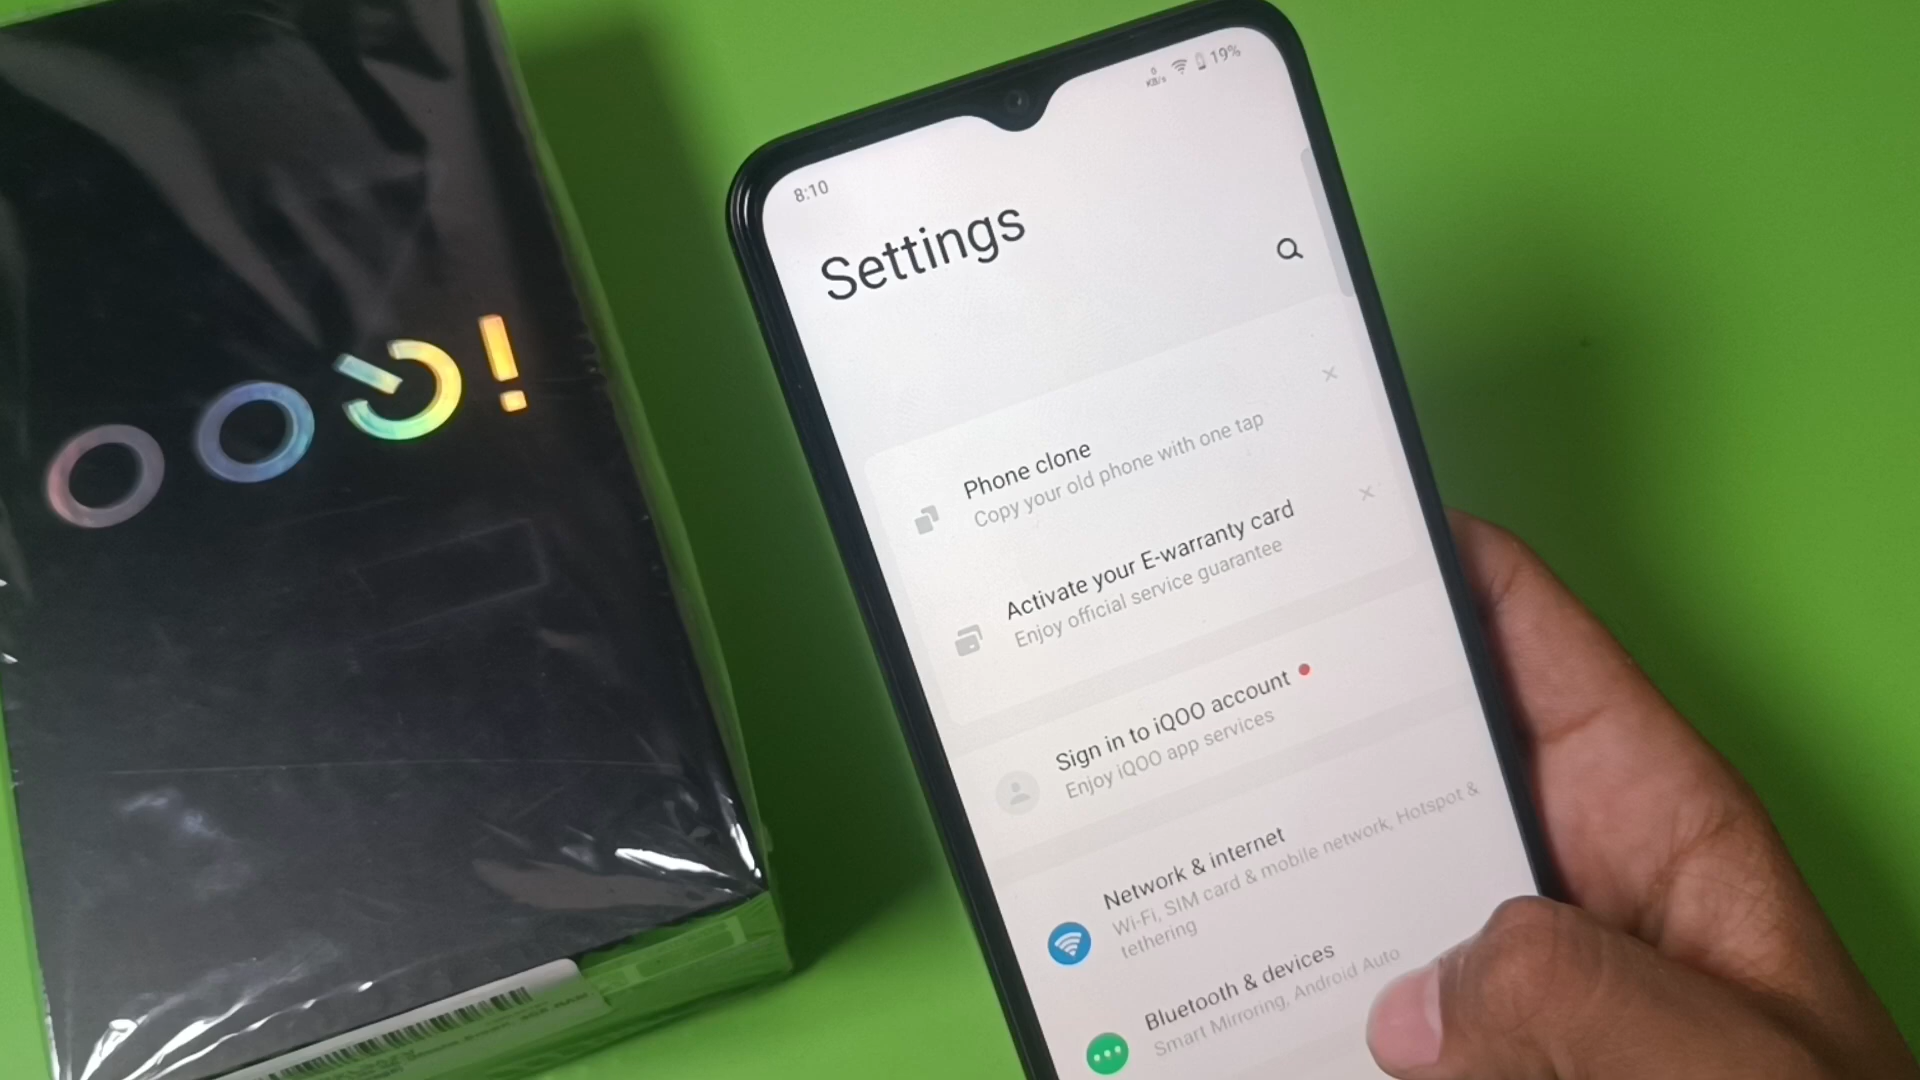 8:10
KB/s
19%
Settings
Phone clone
Copy your old phone with one tap
Activate your E-warranty card
Enjoy official service guarantee
Sign in to iQOO account
Enjoy iQOO app services
Network & internet
Wi-Fi, SIM card & mobile network, Hotspot &
tethering
Bluetooth & devices
Smart Mirroring, Android Auto